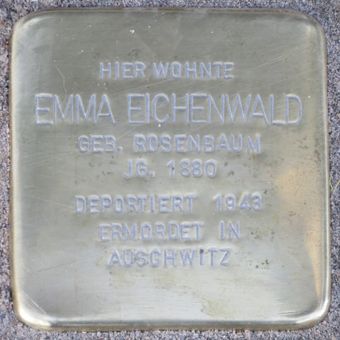 HIER WOHNTE
EMMA EICHENWALD
GEB. ROSENBAUM
JG. 1880
DEPORTIERT 1943
ERMORDET IN
AUSCHWITZ